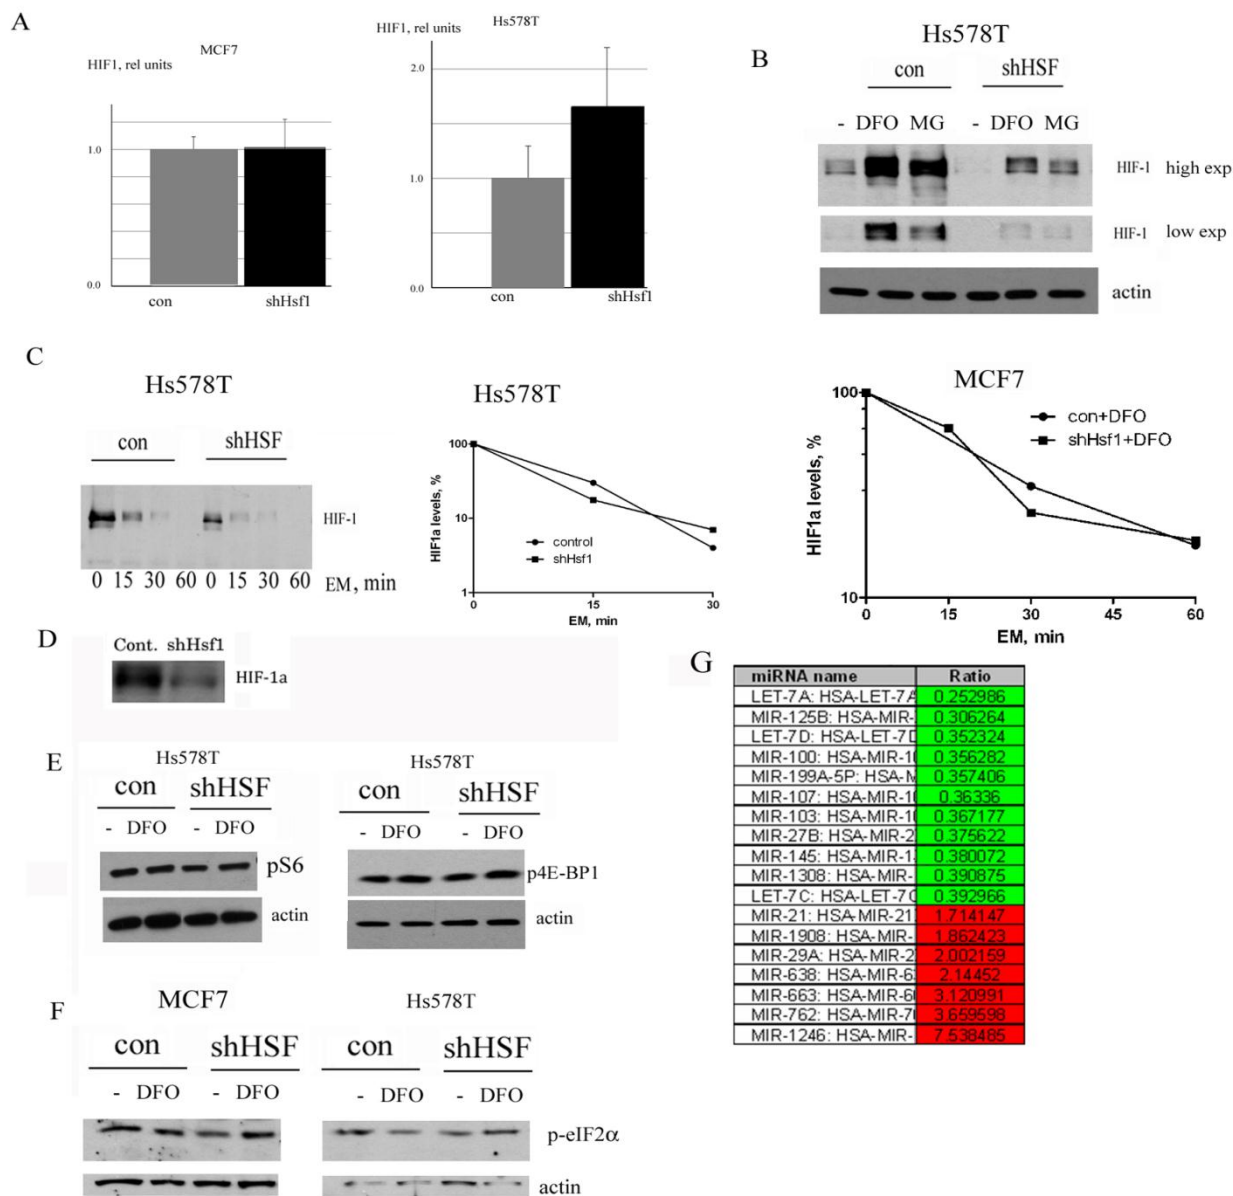 A
HIF1, rel units
MCF7
1.0
0.0
con
shHsf1
HIF1, rel units
Hs578T
2.0
1.0
0.0
con
shHsf1
B
Hs578T
con shHSF
- DFO MG - DFO MG
HIF-1 high exp
HIF-1 low exp
actin
C
Hs578T
con shHSF
HIF-1
0 15 30 60 0 15 30 60 EM, min
Hs578T
HIF1a levels, %
100
10
1
control
shHsf1
0 15 30
EM, min
MCF7
HIF1a levels, %
100
10
con+DFO
shHsf1+DFO
0 15 30 45 60
EM, min
D
Cont. shHsf1
HIF-1a
E
Hs578T
con shHSF
- DFO - DFO
pS6
actin
Hs578T
con shHSF
- DFO - DFO
p4E-BP1
actin
F
MCF7
con shHSF
- DFO - DFO
Hs578T
con shHSF
- DFO - DFO
p-eIF2α
actin
G
miRNA name Ratio
LET-7A: HSA-LET-7A 0.252986
MIR-125B: HSA-MIR- 0.306264
LET-7D: HSA-LET-7D 0.352324
MIR-100: HSA-MIR-10 0.356282
MIR-199A-5P: HSA-M 0.357406
MIR-107: HSA-MIR-10 0.36336
MIR-103: HSA-MIR-10 0.367177
MIR-27B: HSA-MIR-2 0.375622
MIR-145: HSA-MIR-1 0.380072
MIR-1308: HSA-MIR- 0.390875
LET-7C: HSA-LET-7C 0.392966
MIR-21: HSA-MIR-21 1.714147
MIR-1908: HSA-MIR- 1.862423
MIR-29A: HSA-MIR-2 2.002159
MIR-638: HSA-MIR-6 2.14452
MIR-663: HSA-MIR-6 3.120991
MIR-762: HSA-MIR-7 3.659598
MIR-1246: HSA-MIR- 7.538485